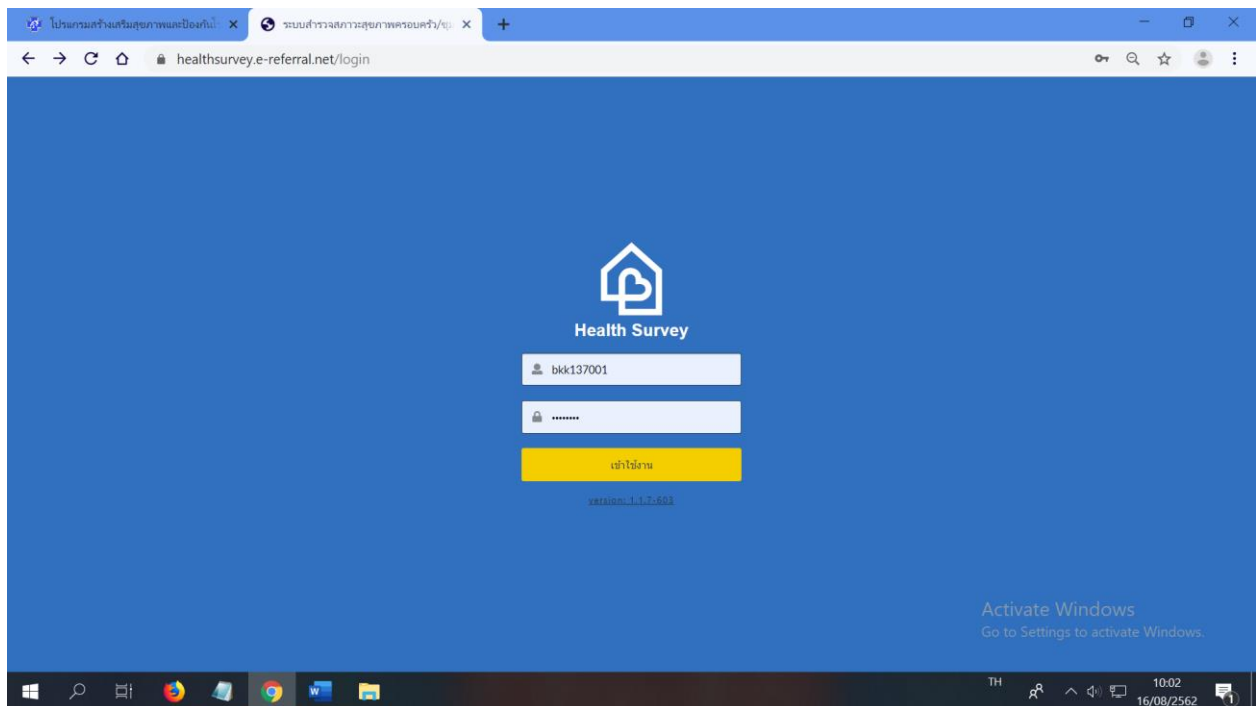 โปรแกรมสร้างเสริมสุขภาพและป้องกันโ
ระบบสำรวจสภาวะสุขภาพครอบครัว/ชุม
healthsurvey.e-referral.net/login
Health Survey
bkk137001
••••••••
เข้าใช้งาน
version: 1.1.7-603
Activate Windows
Go to Settings to activate Windows.
TH
10:02
16/08/2562
1